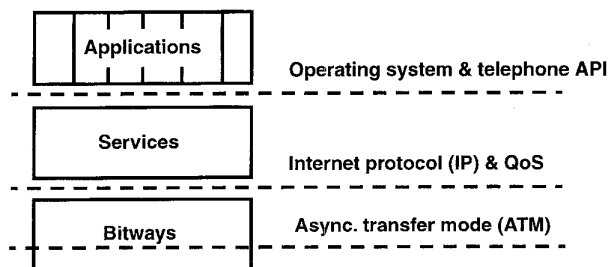 Applications
Operating system & telephone API
Services
Internet protocol (IP) & QoS
Async. transfer mode (ATM)
Bitways